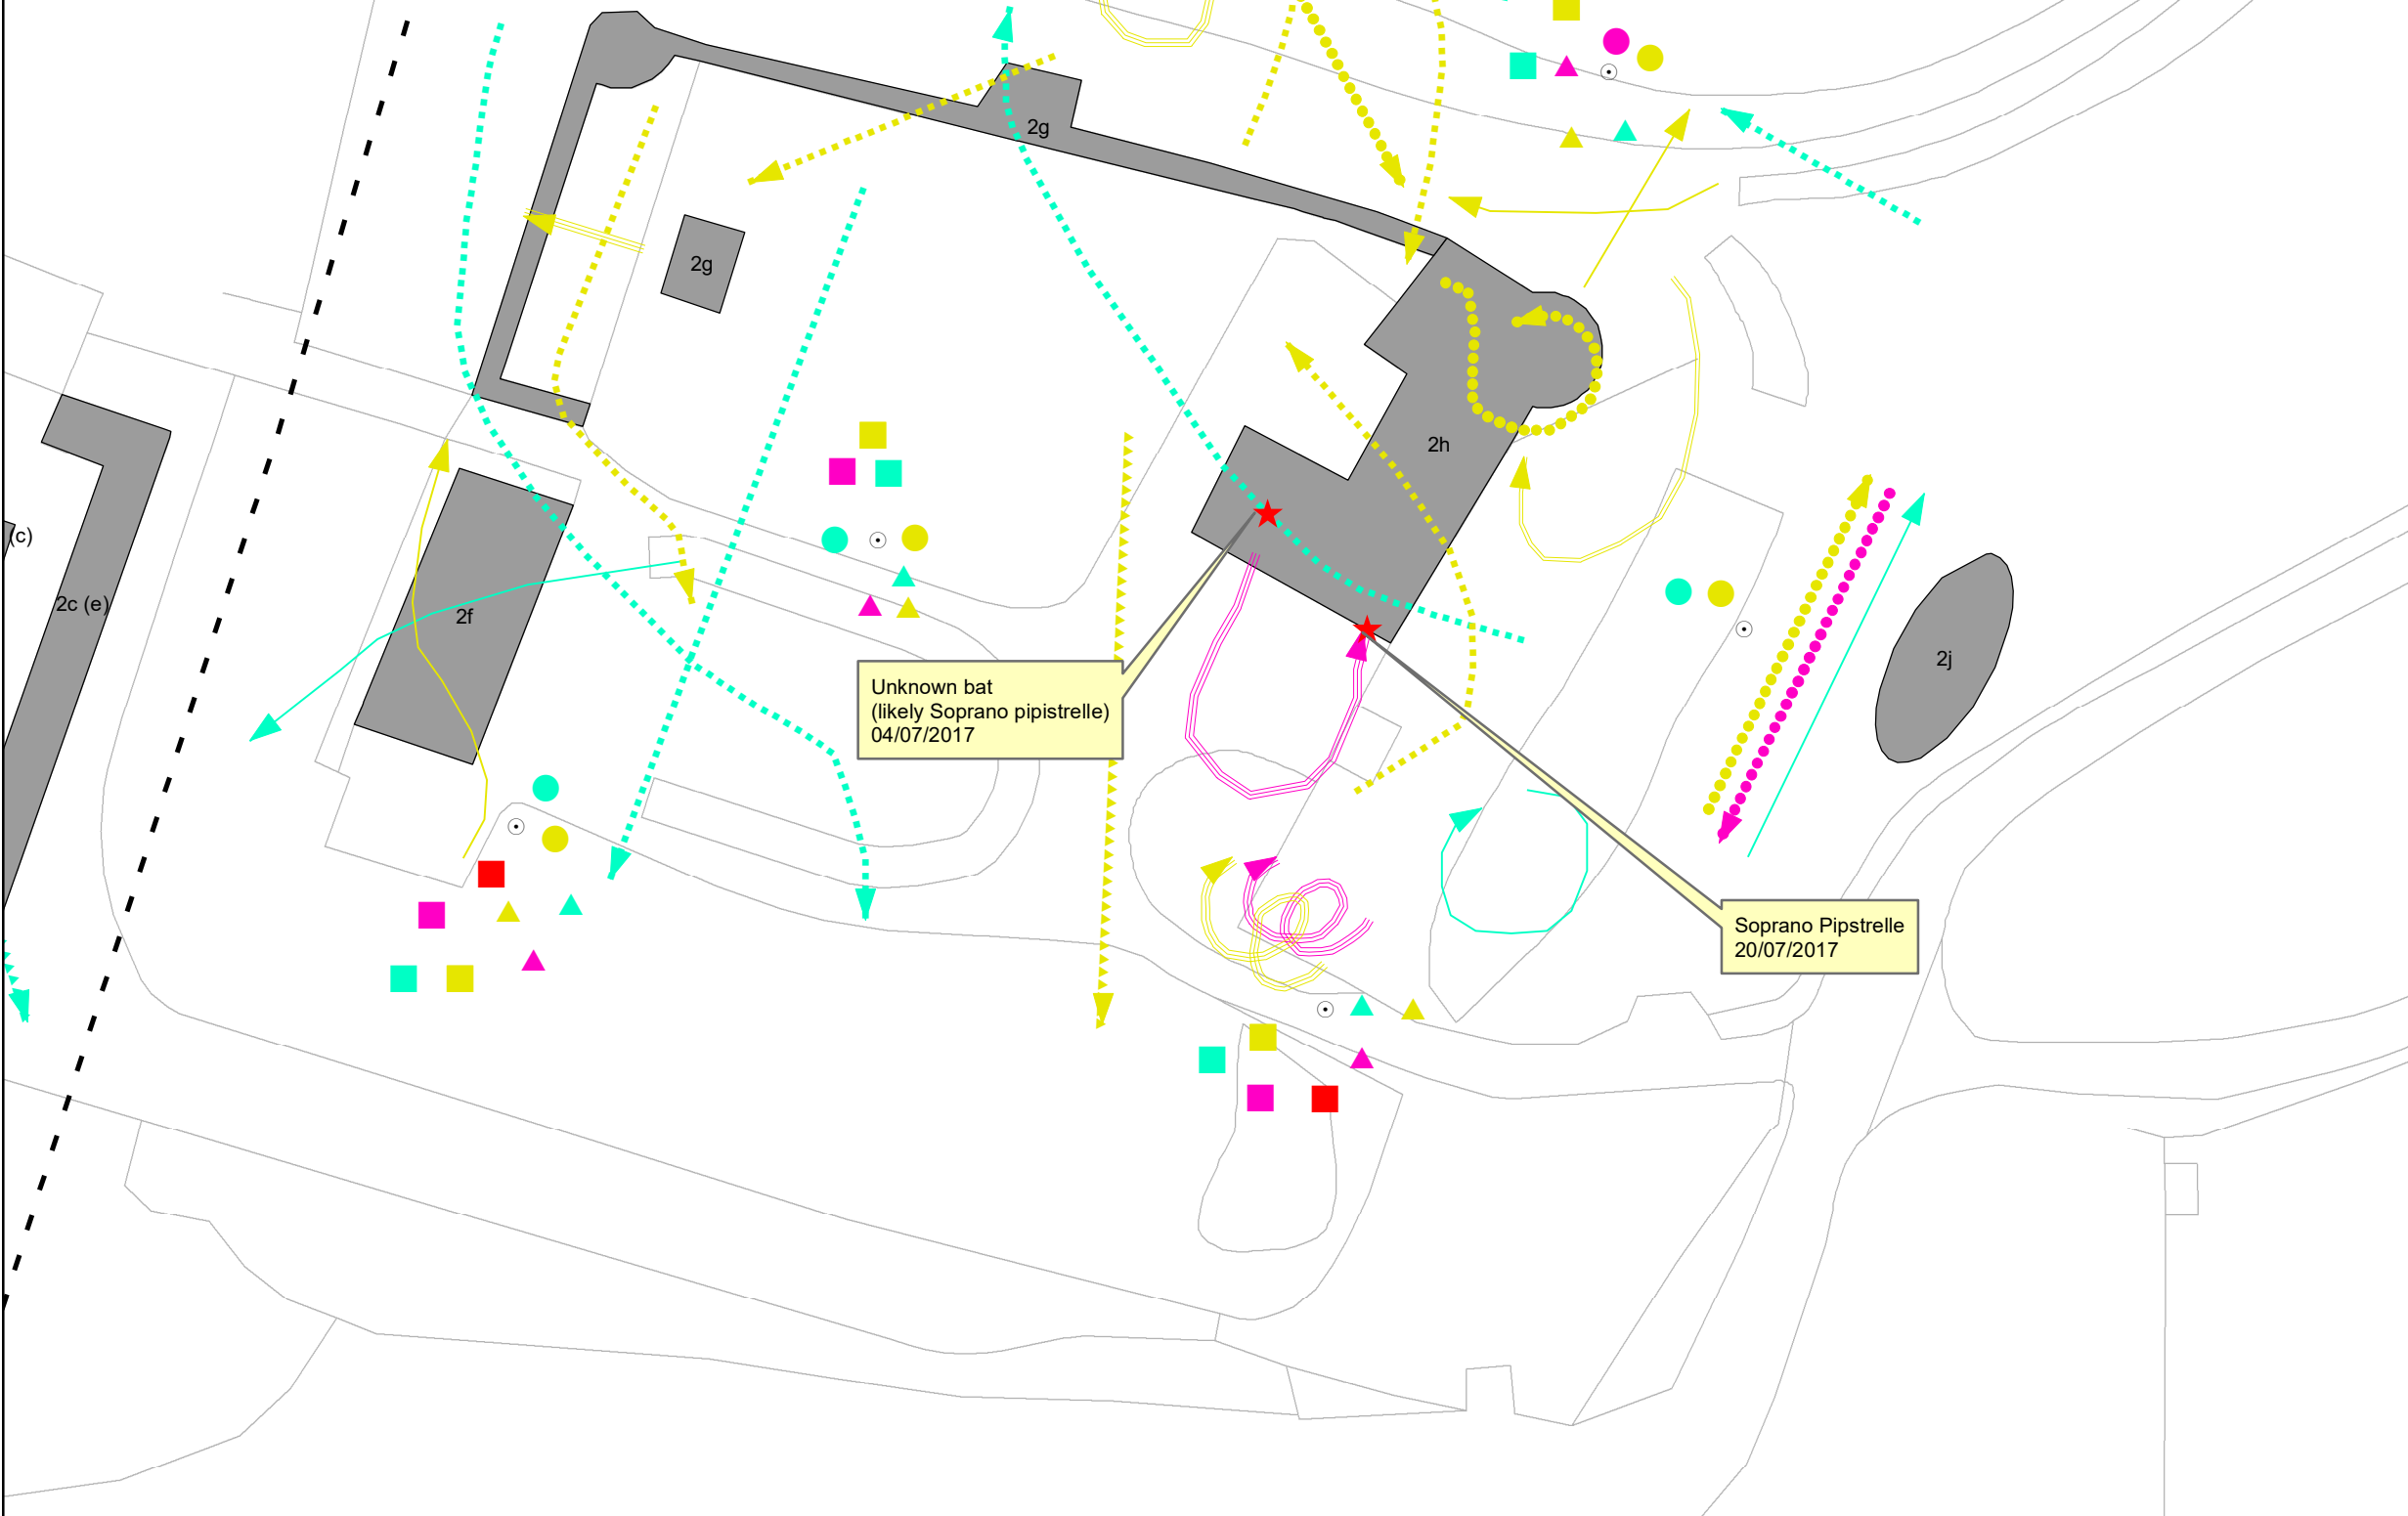 2g
2g
2h
(c)
2c (e)
2f
2j
Unknown bat
(likely Soprano pipistrelle)
04/07/2017
Soprano Pipstrelle
20/07/2017